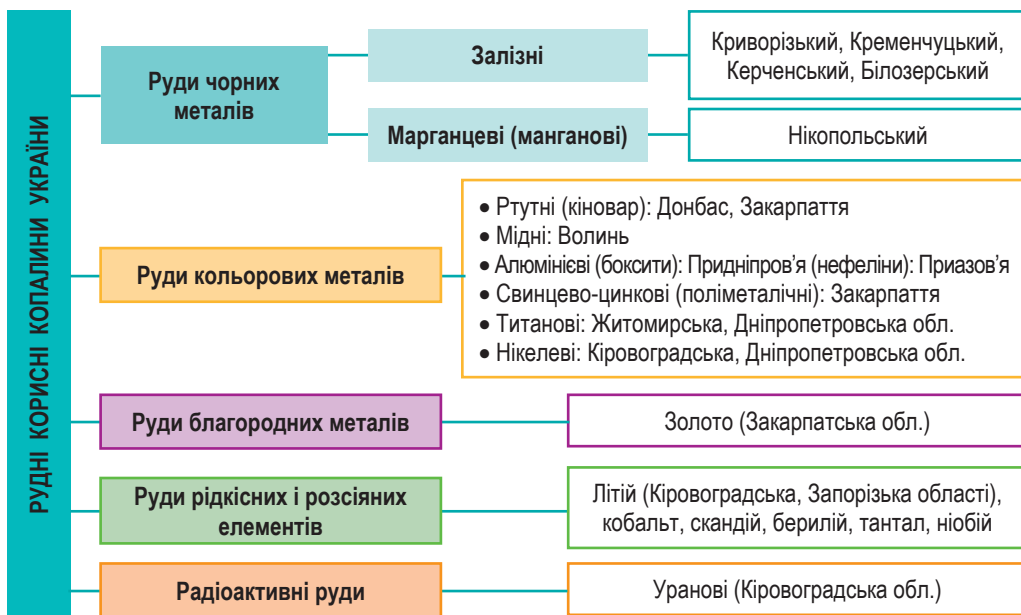 РУДНІ КОРИСНІ КОПАЛИНИ УКРАЇНИ
Руди чорних
металів
Залізні
Криворізький, Кременчуцький,
Керченський, Білозерський
Марганцеві (манганові)
Нікопольський
Руди кольорових металів
• Ртутні (кіновар): Донбас, Закарпаття
• Мідні: Волинь
• Алюмінієві (боксити): Придніпров’я (нефеліни): Приазов’я
• Свинцево-цинкові (поліметалічні): Закарпаття
• Титанові: Житомирська, Дніпропетровська обл.
• Нікелеві: Кіровоградська, Дніпропетровська обл.
Руди благородних металів
Золото (Закарпатська обл.)
Руди рідкісних і розсіяних
елементів
Літій (Кіровоградська, Запорізька області),
кобальт, скандій, берилій, тантал, ніобій
Радіоактивні руди
Уранові (Кіровоградська обл.)